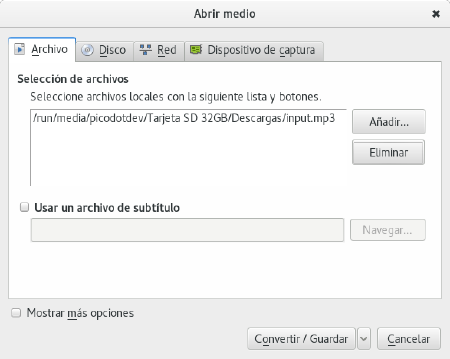 Abrir medio
Archivo Disco Red Dispositivo de captura
Selección de archivos
Seleccione archivos locales con la siguiente lista y botones.
/run/media/picodotdev/Tarjeta SD 32GB/Descargas/input.mp3
Añadir...
Eliminar
Usar un archivo de subtítulo
Navegar...
Mostrar más opciones
Convertir / Guardar Cancelar